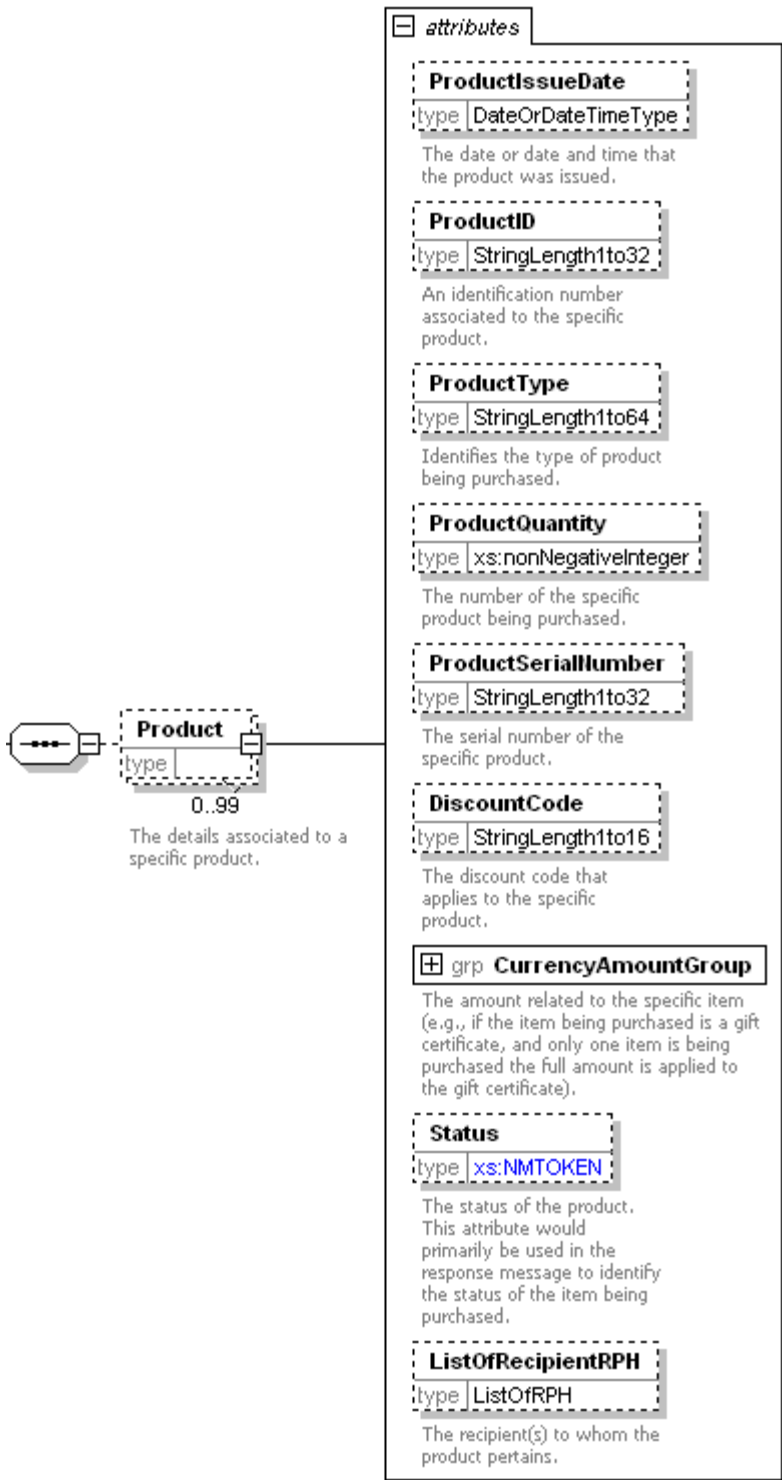 attributes
ProductIssueDate
type DateOrDateTimeType
The date or date and time that
the product was issued.
ProductID
type StringLength1to32
An identification number
associated to the specific
product.
ProductType
type StringLength1to64
Identifies the type of product
being purchased.
ProductQuantity
type xs:nonNegativeInteger
The number of the specific
product being purchased.
ProductSerialNumber
type StringLength1to32
The serial number of the
specific product.
Product
type
0..99
The details associated to a
specific product.
DiscountCode
type StringLength1to16
The discount code that
applies to the specific
product.
grp CurrencyAmountGroup
The amount related to the specific item
(e.g., if the item being purchased is a gift
certificate, and only one item is being
purchased the full amount is applied to
the gift certificate).
Status
type xs:NMTOKEN
The status of the product.
This attribute would
primarily be used in the
response message to identify
the status of the item being
purchased.
ListOfRecipientRPH
type ListOfRPH
The recipient(s) to whom the
product pertains.